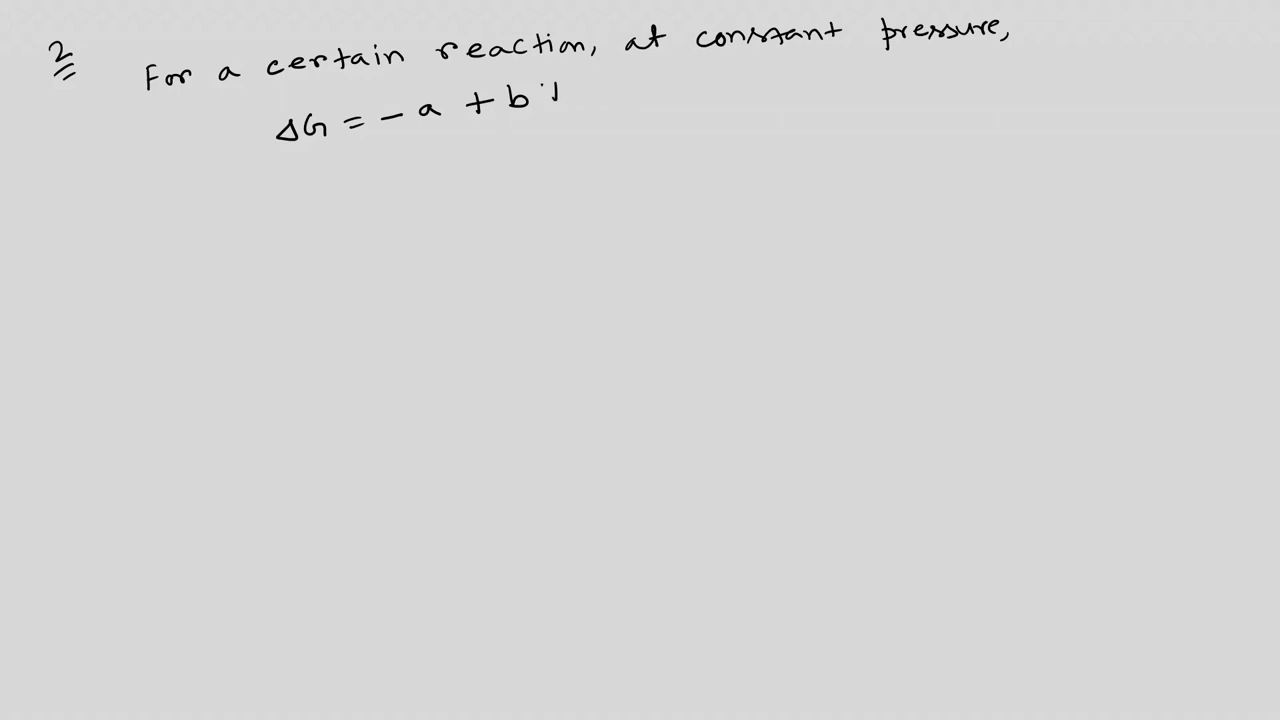 2 For a certain reaction, at constant pressure,
ΔG = - a + b